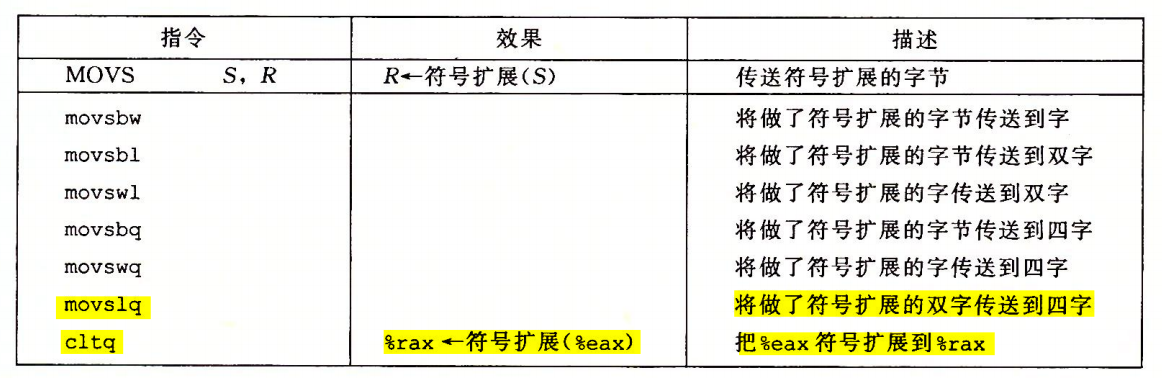 指令 效果 描述
MOVS S, R R←符号扩展(S) 传送符号扩展的字节
movsbw 将做了符号扩展的字节传送到字
movsbl 将做了符号扩展的字节传送到双字
movswl 将做了符号扩展的字传送到双字
movsbq 将做了符号扩展的字节传送到四字
movswq 将做了符号扩展的字传送到四字
movslq 将做了符号扩展的双字传送到四字
cltq %rax←符号扩展(%eax) 把%eax符号扩展到%rax